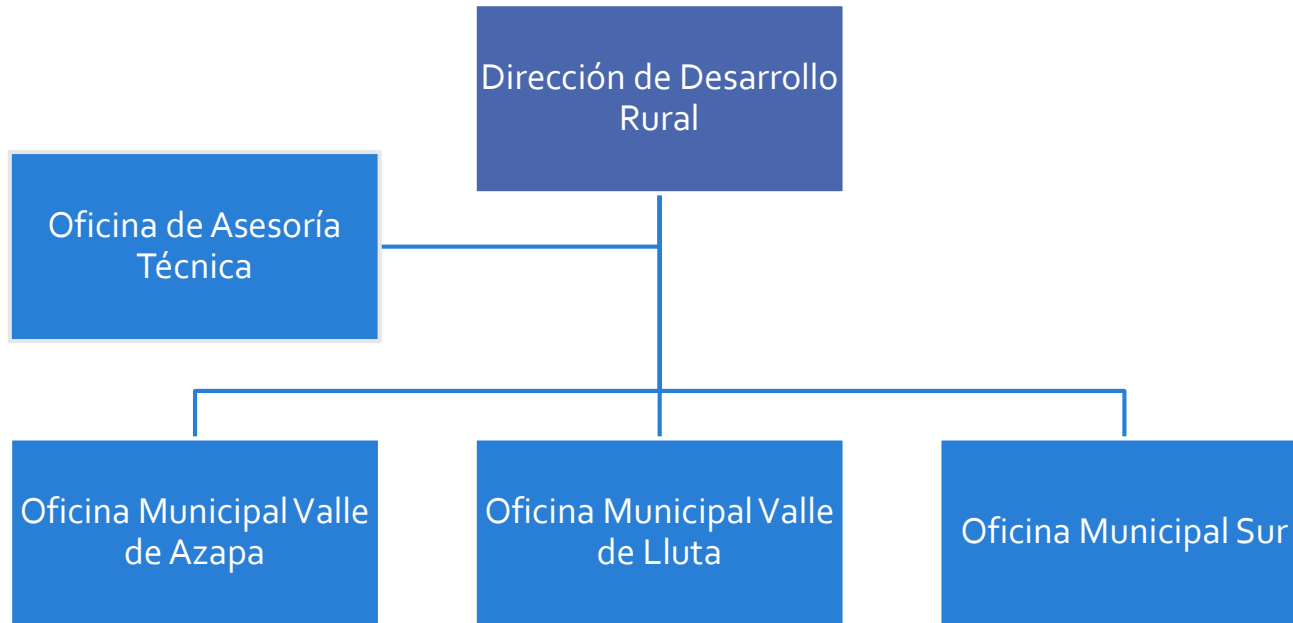 Dirección de Desarrollo
Rural
Oficina de Asesoría
Técnica
Oficina Municipal Valle
de Azapa
Oficina Municipal Valle
de Lluta
Oficina Municipal Sur